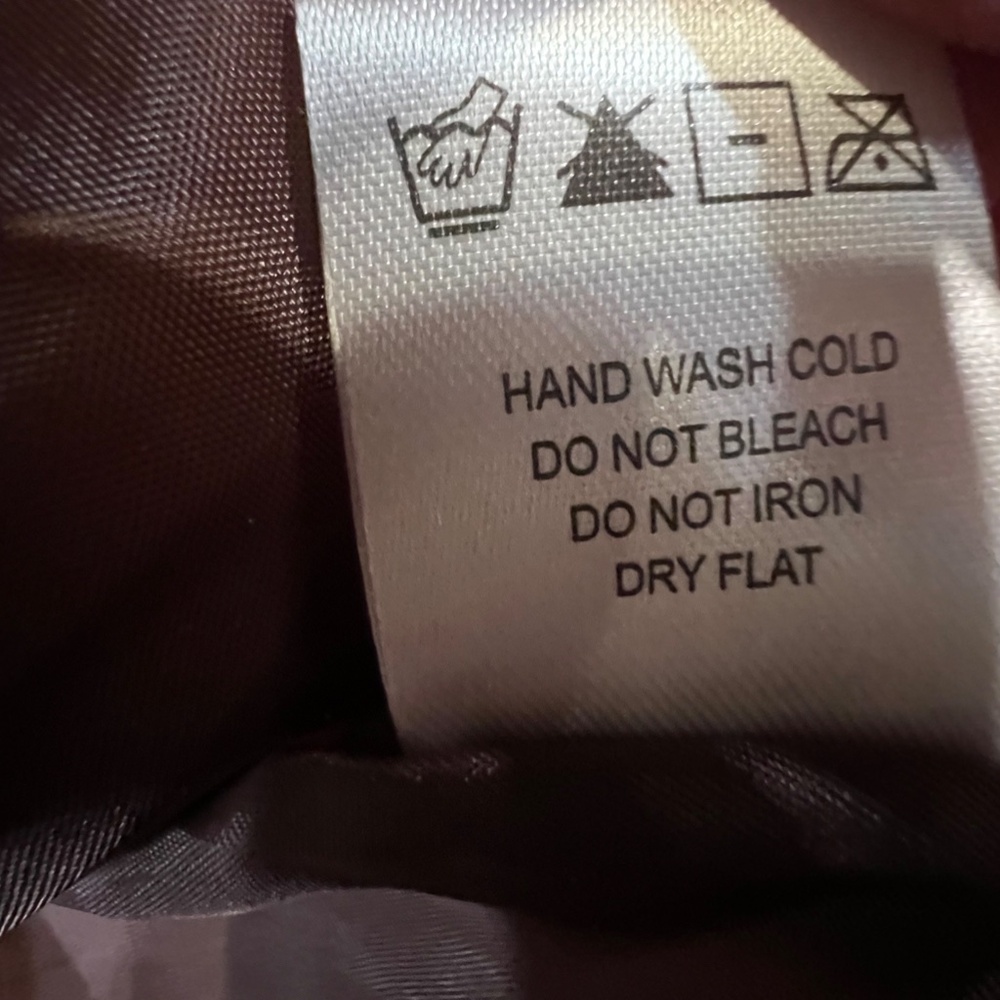 HAND WASH COLD
DO NOT BLEACH
DO NOT IRON
DRY FLAT